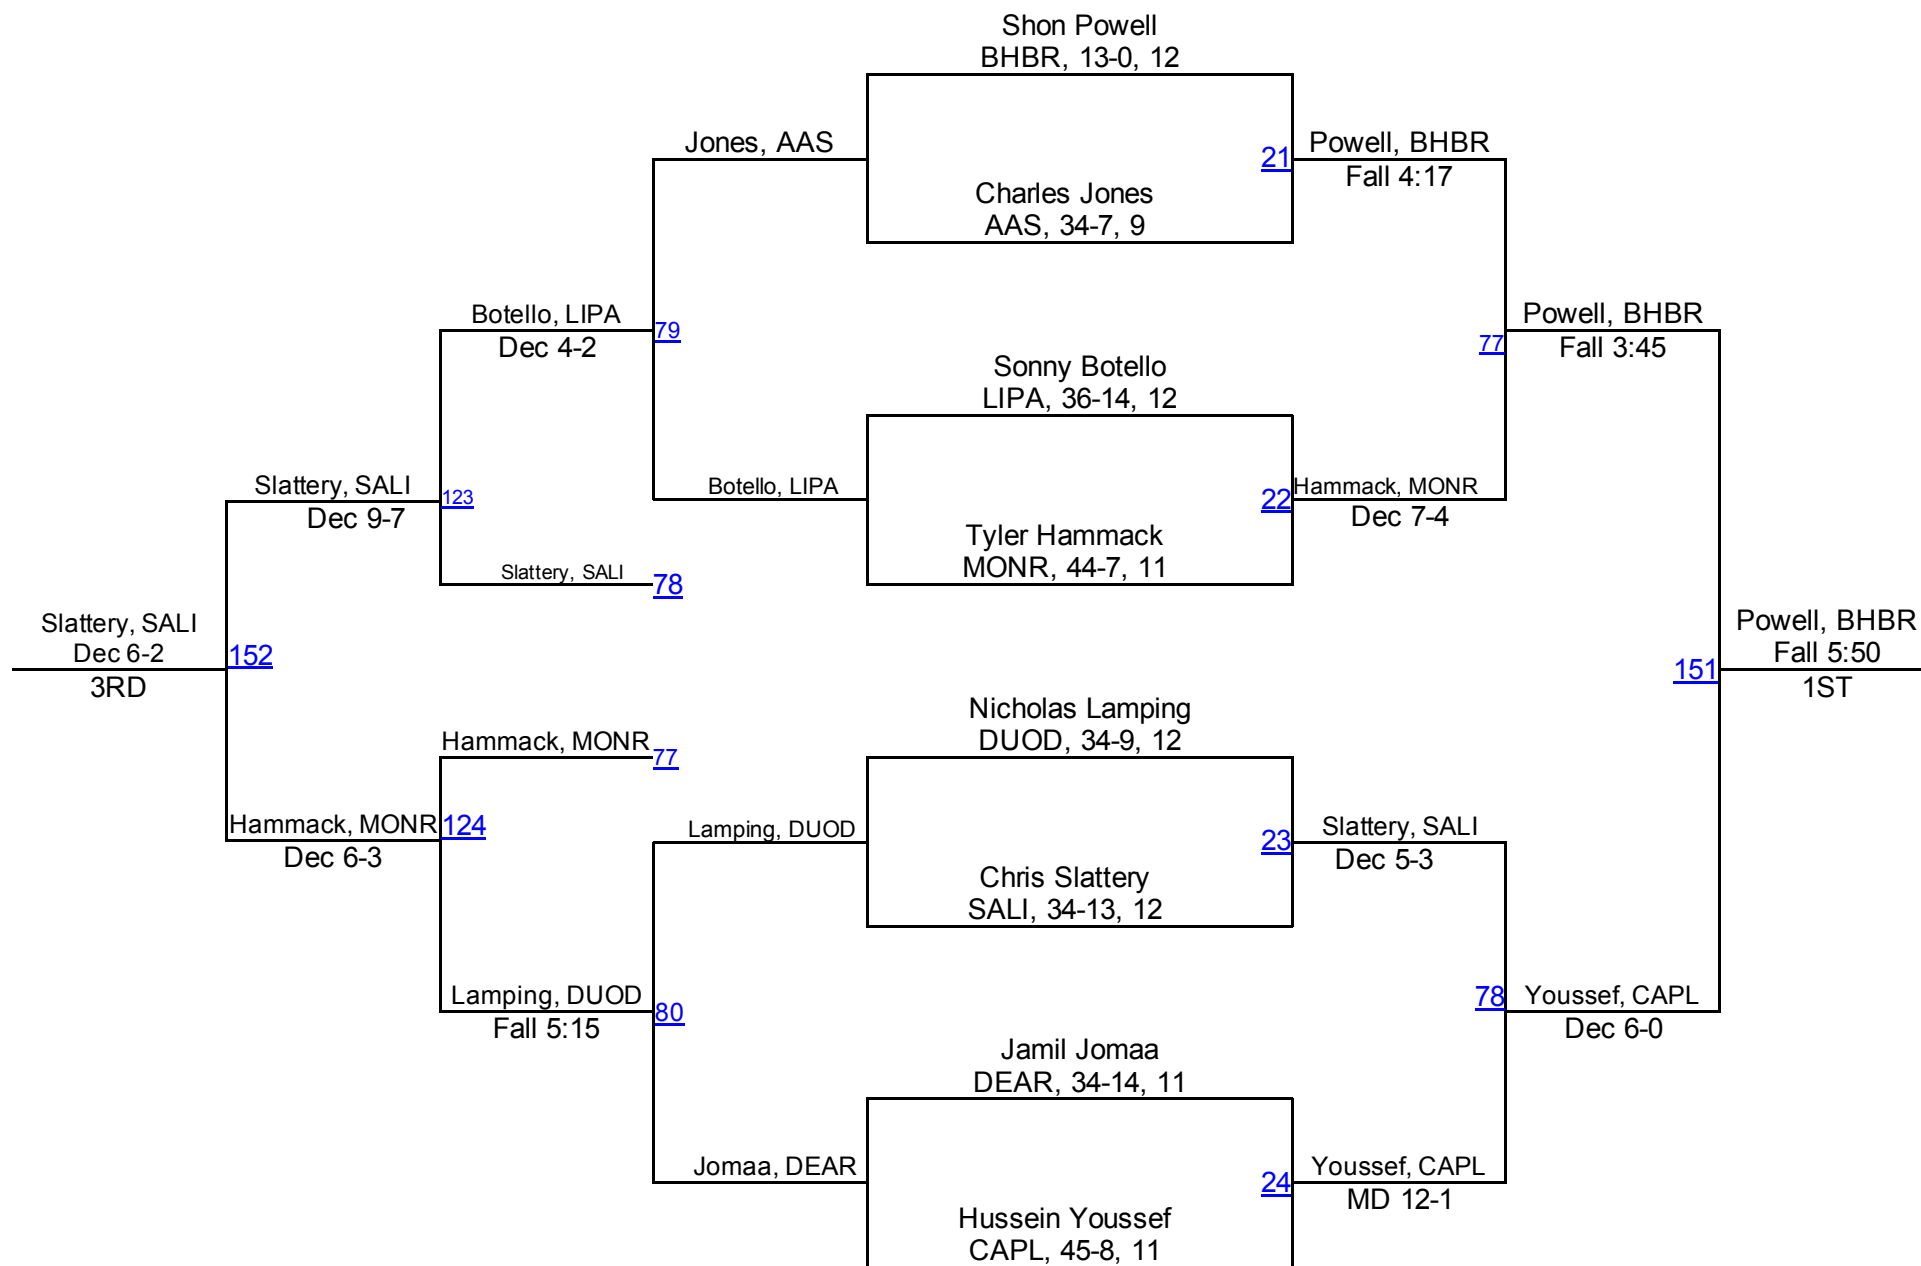 Shon Powell
BHBR, 13-0, 12
Jones, AAS
21
Powell, BHBR
Fall 4:17
Charles Jones
AAS, 34-7, 9
Botello, LIPA
Dec 4-2
79
Powell, BHBR
Fall 3:45
77
Sonny Botello
LIPA, 36-14, 12
Slattery, SALI
Dec 9-7
123
Botello, LIPA
22
Hammack, MONR
Dec 7-4
Tyler Hammack
MONR, 44-7, 11
Slattery, SALI
78
Slattery, SALI
Dec 6-2
3RD
152
Powell, BHBR
Fall 5:50
1ST
151
Nicholas Lamping
DUOD, 34-9, 12
Hammack, MONR
77
Hammack, MONR
Dec 6-3
124
Lamping, DUOD
23
Slattery, SALI
Dec 5-3
Chris Slattery
SALI, 34-13, 12
Lamping, DUOD
Fall 5:15
80
78
Youssef, CAPL
Dec 6-0
Jamil Jomaa
DEAR, 34-14, 11
Jomaa, DEAR
24
Youssef, CAPL
MD 12-1
Hussein Youssef
CAPL, 45-8, 11